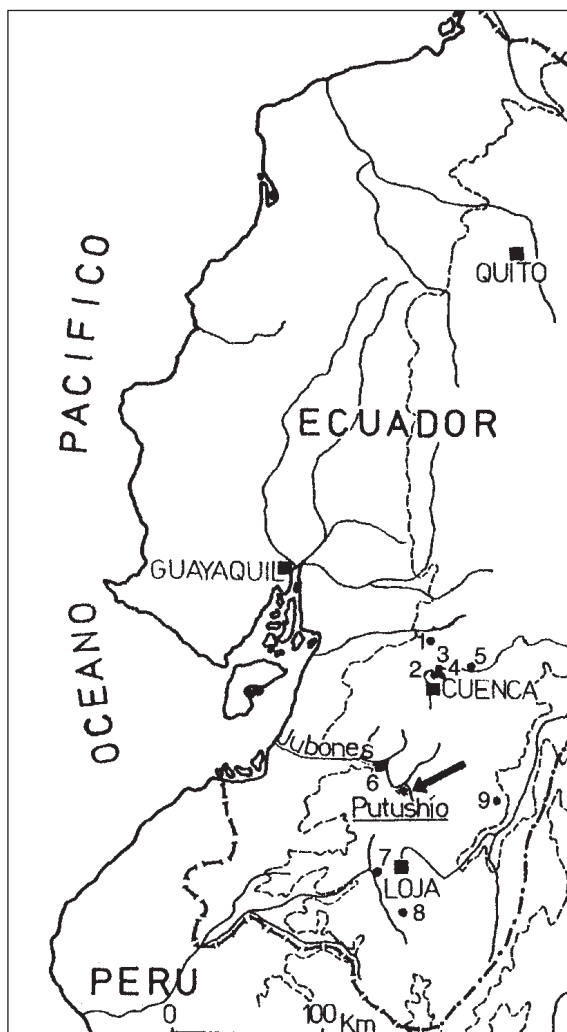 QUITO
PACIFICO
ECUADOR
GUAYAQUIL
OCEANO
1
3
2 4 5
CUENCA
Jubones
6
Putushio
9
7
LOJA
8
PERU
0 100 Km